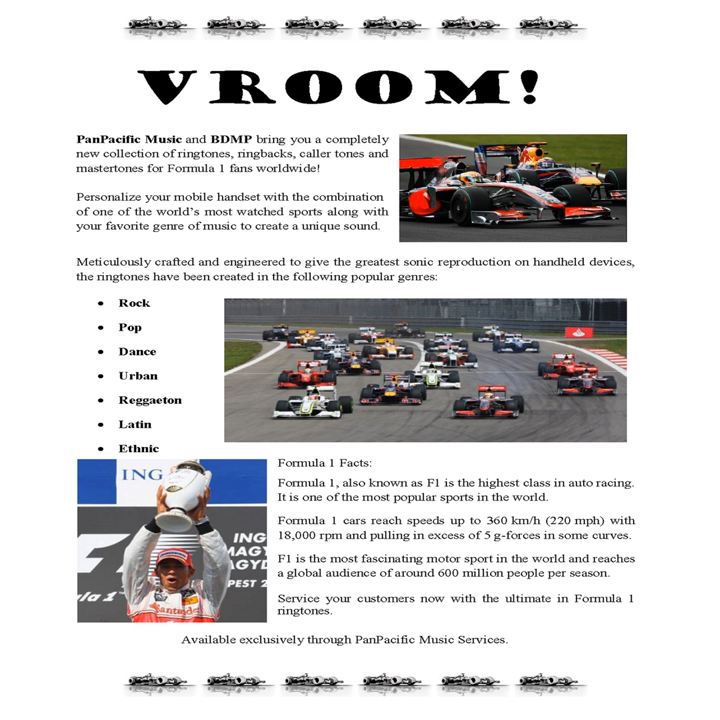 VROOM!
PanPacific Music and BDMP bring you a completely
new collection of ringtones, ringbacks, caller tones and
mastertones for Formula 1 fans worldwide!
Personalize your mobile handset with the combination
of one of the world's most watched sports along with
your favorite genre of music to create a unique sound.
Meticulously crafted and engineered to give the greatest sonic reproduction on handheld devices,
the ringtones have been created in the following popular genres:
• Rock
• Pop
• Dance
• Urban
• Reggaeton
• Latin
• Ethnic
ING
ING
MAGY
AGYD
PEST 2
la 1
Santander
Formula 1 Facts:
Formula 1, also known as F1 is the highest class in auto racing.
It is one of the most popular sports in the world.
Formula 1 cars reach speeds up to 360 km/h (220 mph) with
18,000 rpm and pulling in excess of 5 g-forces in some curves.
F1 is the most fascinating motor sport in the world and reaches
a global audience of around 600 million people per season.
Service your customers now with the ultimate in Formula 1
ringtones.
Available exclusively through PanPacific Music Services.